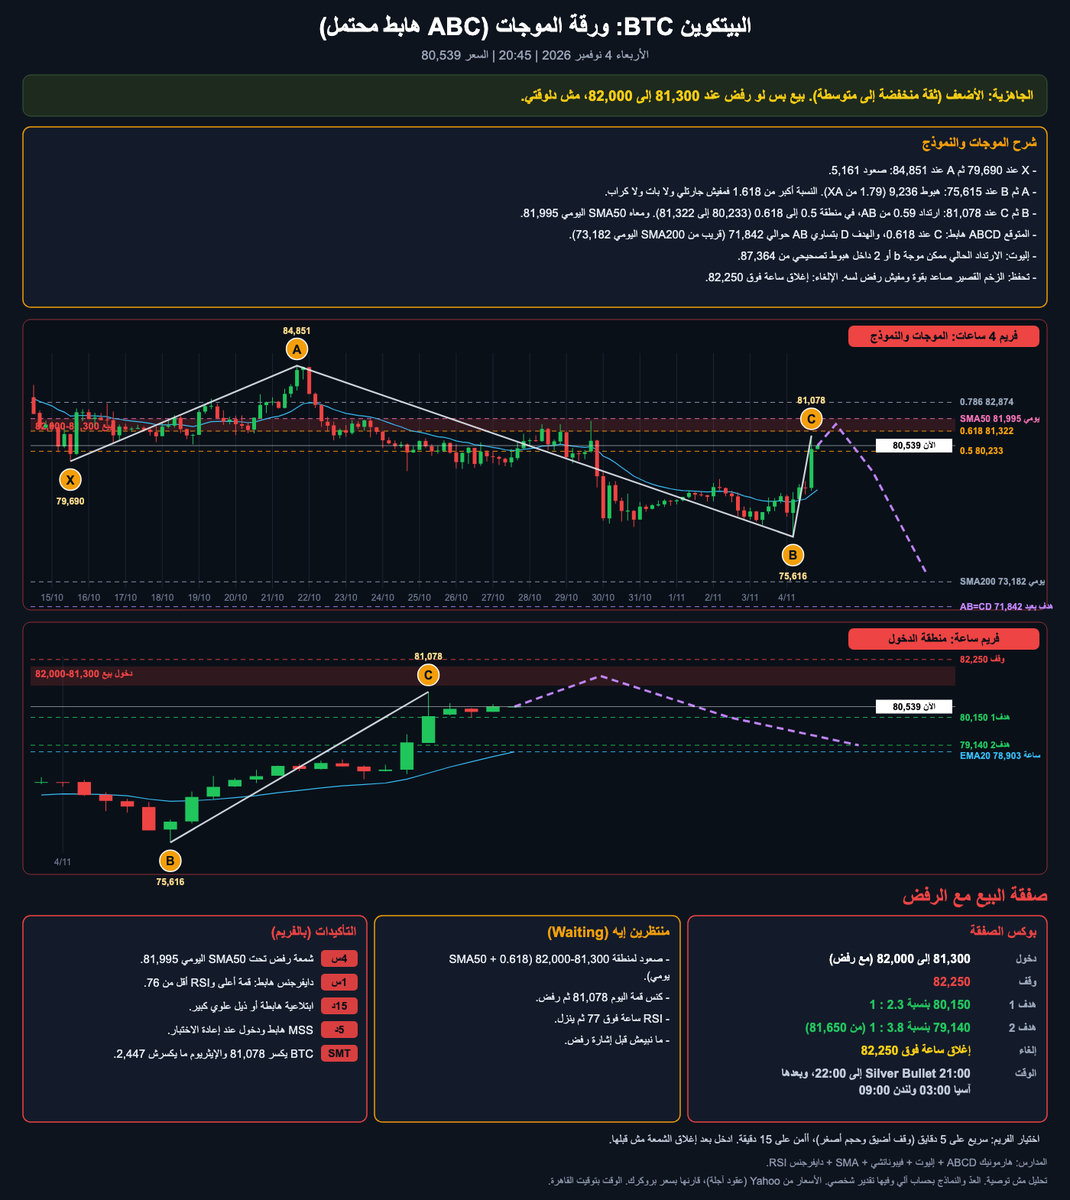 البيتكوين BTC: ورقة الموجات (ABC هابط محتمل)
الأربعاء 4 نوفمبر 2026 | 20:45 | السعر 80,539
الجاهزية: الأضعف (ثقة منخفضة إلى متوسطة). بيع بس لو رفض عند 81,300 إلى 82,000، مش دلوقتي.
شرح الموجات والنموذج
- X عند 79,690 ثم A عند 84,851: صعود 5,161.
- A ثم B عند 75,615: هبوط 9,236 (1.79 من XA). النسبة أكبر من 1.618 فمفيش جارتلي ولا بات ولا كراب.
- B ثم C عند 81,078: ارتداد 0.59 من AB، في منطقة 0.5 إلى 0.618 (80,233 إلى 81,322). ومعاه SMA50 اليومي 81,995.
- المتوقع ABCD هابط: C عند 0.618، والهدف D بتساوي AB حوالي 71,842 (قريب من SMA200 اليومي 73,182).
- إليوت: الارتداد الحالي ممكن موجة b أو 2 داخل هبوط تصحيحي من 87,364.
- تحفظ: الزخم القصير صاعد بقوة ومفيش رفض لسه. الإلغاء: إغلاق ساعة فوق 82,250
فريم 4 ساعات: الموجات والنموذج
84,851
A
0.786 82,874
81,078
C
يومي SMA50 81,995
بيع 81,300-82,000
0.618 81,322
الآن 80,539
0.5 80,233
X
79,690
B
75,616
يومي SMA200 73,182
15/10 16/10 17/10 18/10 19/10 20/10 21/10 22/10 23/10 24/10 25/10 26/10 27/10 28/10 29/10 30/10 31/10 1/11 2/11 3/11 4/11
هدف بعيد AB=CD 71,842
فريم ساعة: منطقة الدخول
81,078
وقف 82,250
C
دخول بيع 81,300-82,000
الآن 80,539
هدف1 80,150
هدف2 79,140
ساعة EMA20 78,903
B
4/11
75,616
صفقة البيع مع الرفض
بوكس الصفقة
دخول 81,300 إلى 82,000 (مع رفض)
وقف 82,250
هدف 1 80,150 بنسبة 2.3 : 1
هدف 2 79,140 بنسبة 3.8 : 1 (من 81,650)
إلغاء إغلاق ساعة فوق 82,250
الوقت Silver Bullet 21:00 إلى 22:00، وبعدها
آسيا 03:00 ولندن 09:00
منتظرين إيه (Waiting)
- صعود لمنطقة 81,300-82,000 (0.618 + SMA50
يومي).
- كنس قمة اليوم 81,078 ثم رفض.
- RSI ساعة فوق 77 ثم ينزل.
- ما نبيعش قبل إشارة رفض.
التأكيدات (بالفريم)
4س شمعة رفض تحت SMA50 اليومي 81,995.
1س دايفرجنس هابط: قمة أعلى وRSI أقل من 76.
15د ابتلاعية هابطة أو ذيل علوي كبير.
5د MSS هابط ودخول عند إعادة الاختبار.
SMT BTC يكسر 81,078 والإيثريوم ما يكسرش 2,447.
اختيار الفريم: سريع على 5 دقايق (وقف أضيق وحجم أصغر)، أأمن على 15 دقيقة. ادخل بعد إغلاق الشمعة مش قبلها.
المدارس: هارمونيك ABCD + إليوت + فيبوناتشي + SMA + دايفرجنس RSI.
تحليل مش توصية. العدّ والنماذج بحساب آلي وفيها تقدير شخصي. الأسعار من Yahoo (عقود آجلة)، قارنها بسعر بروكرك. الوقت بتوقيت القاهرة.